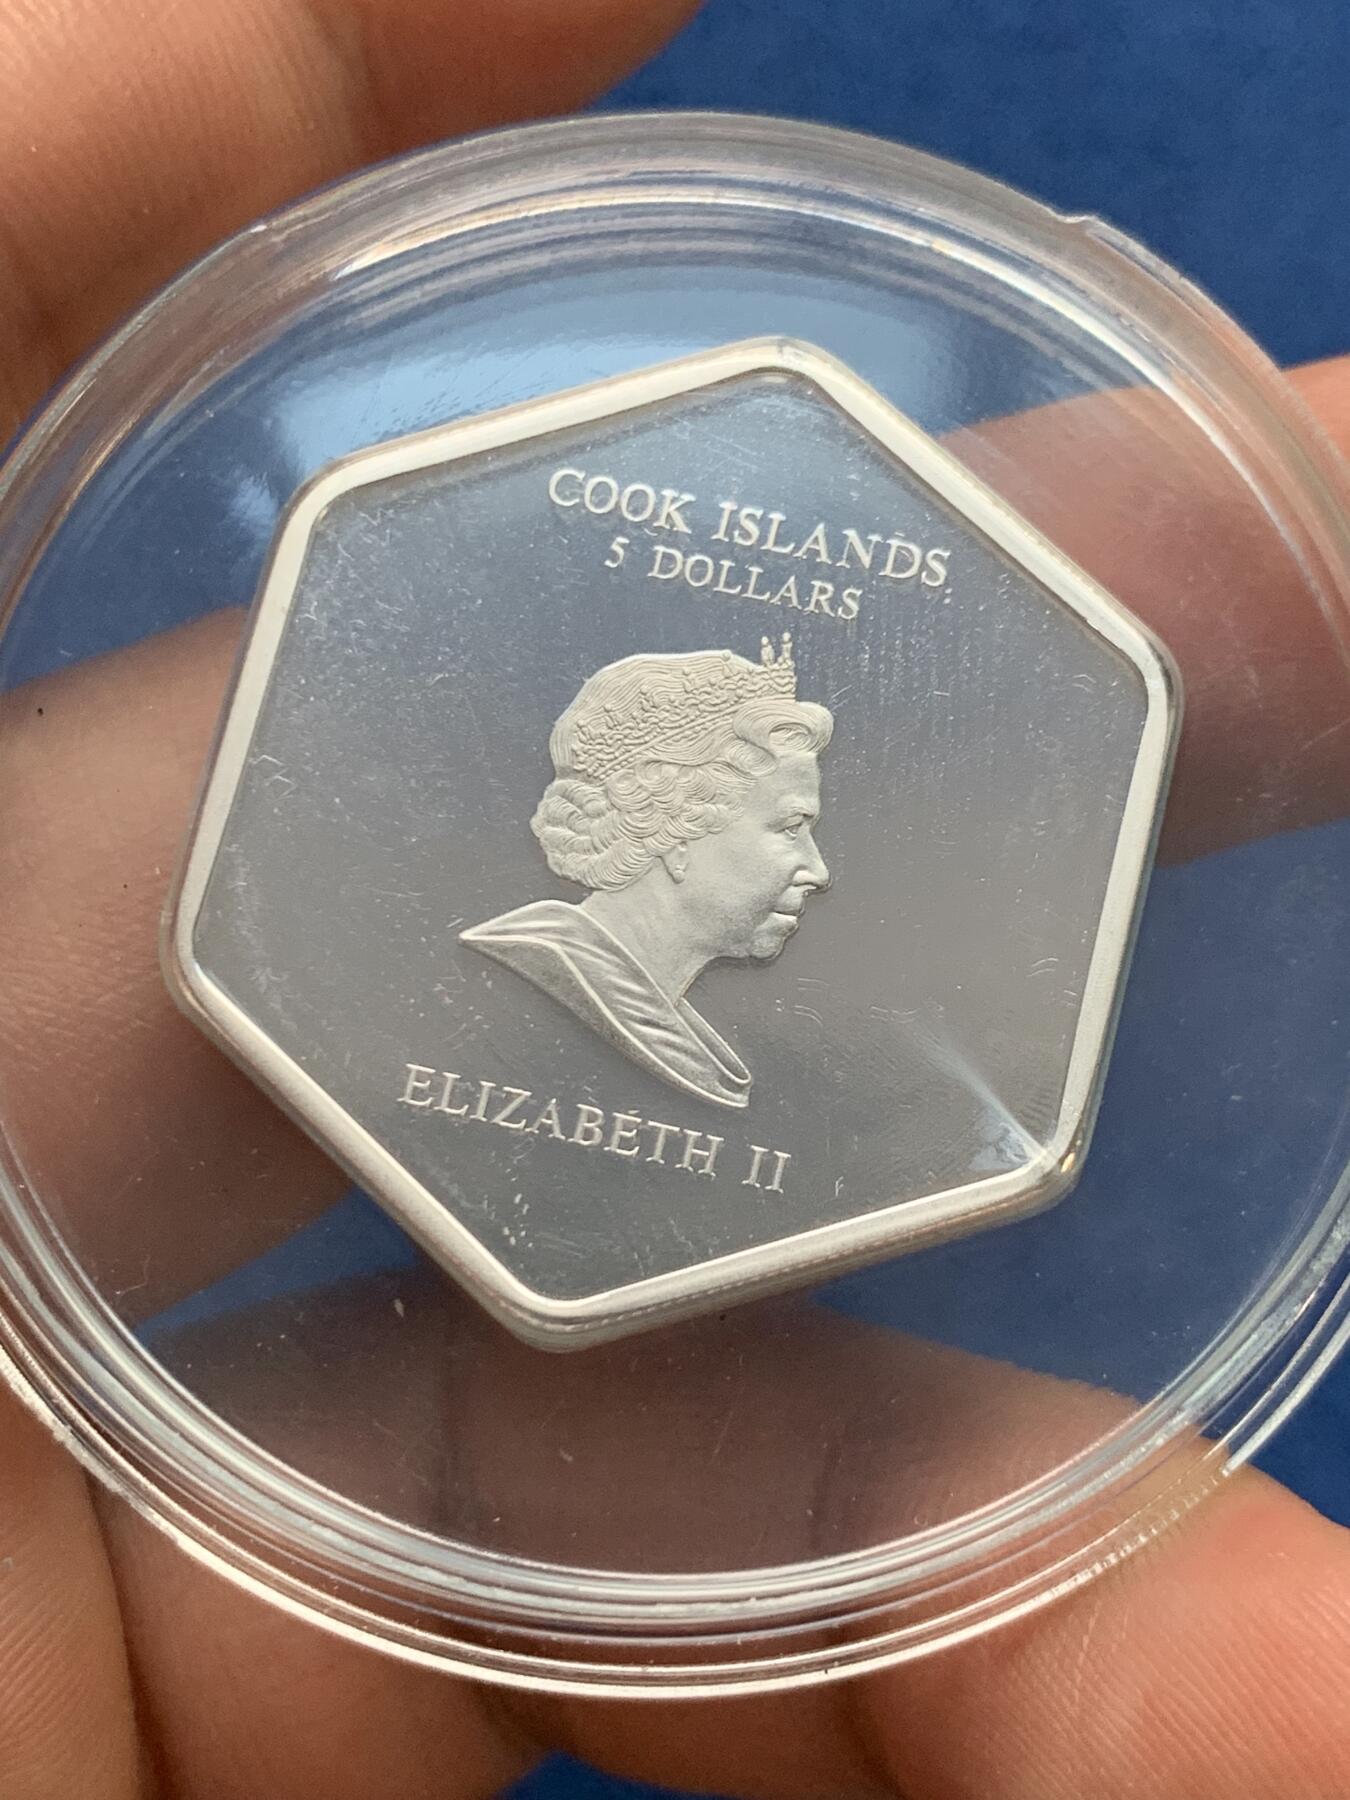 COOK ISLANDS
5 DOLLARS
ELIZABETH II